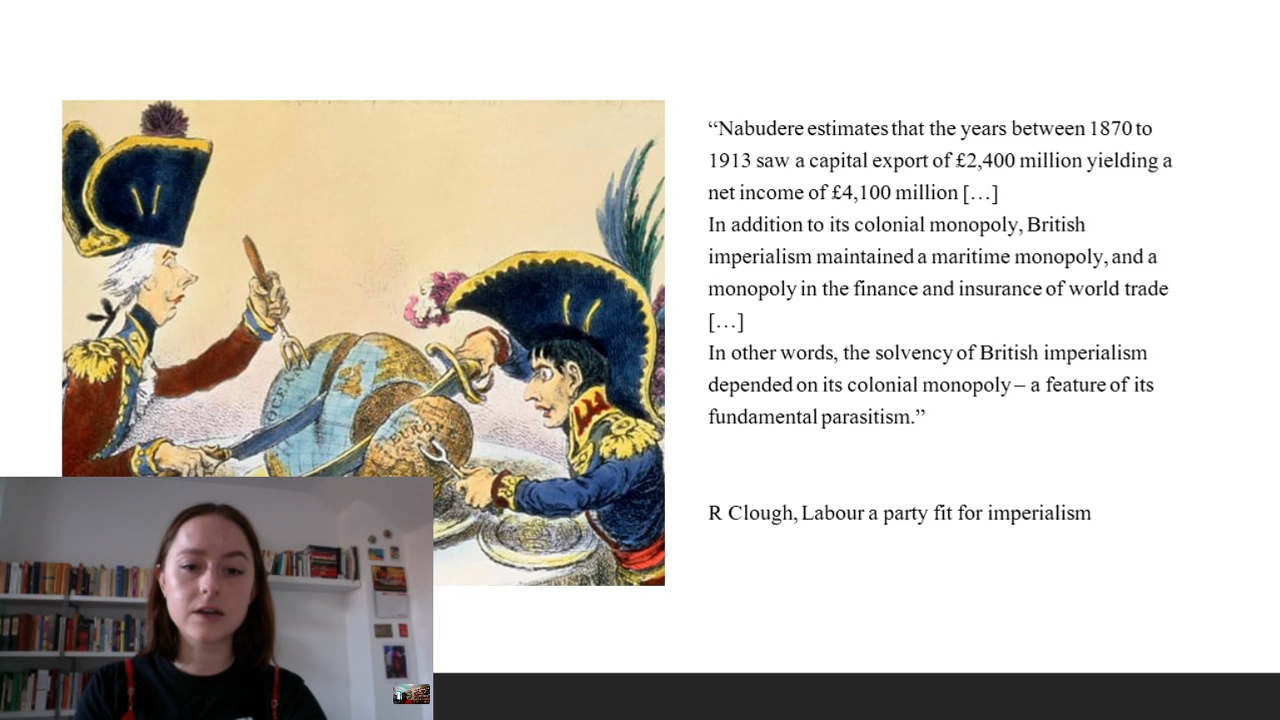 “Nabudere estimates that the years between 1870 to
1913 saw a capital export of £2,400 million yielding a
net income of £4,100 million […]
In addition to its colonial monopoly, British
imperialism maintained a maritime monopoly, and a
monopoly in the finance and insurance of world trade
[…]
In other words, the solvency of British imperialism
depended on its colonial monopoly – a feature of its
fundamental parasitism.”
R Clough, Labour a party fit for imperialism
OCEAN
EUROPE